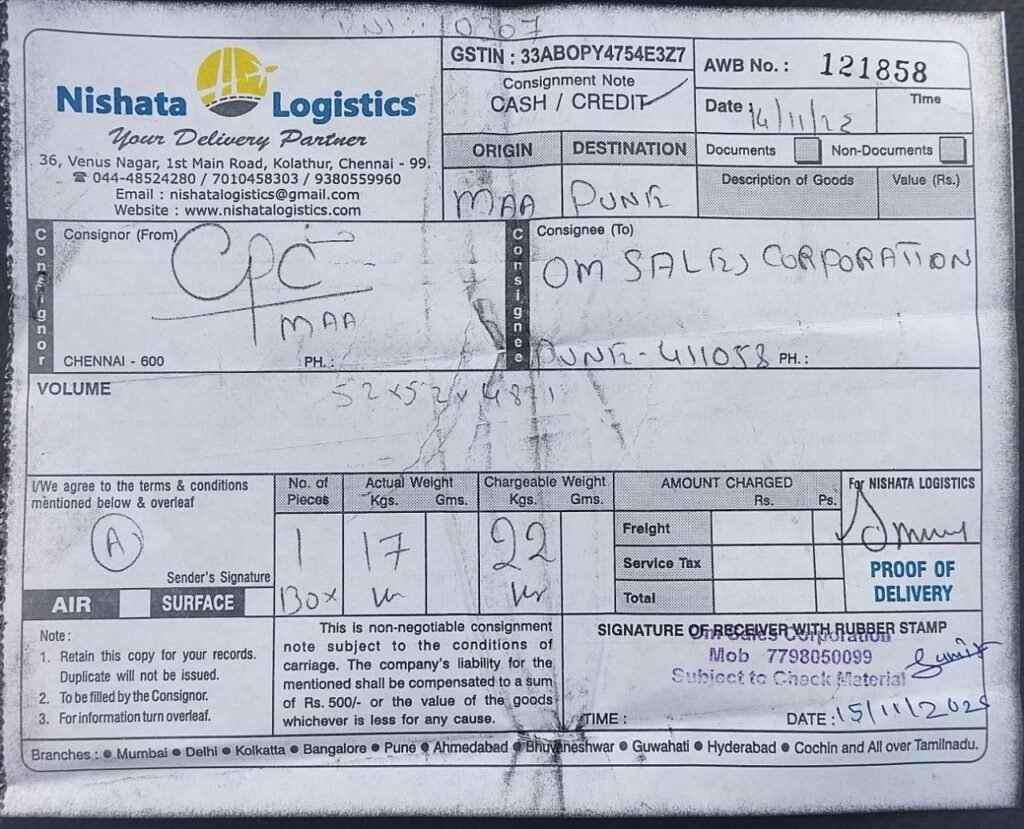 10307
Nishata Logistics
Your Delivery Partner
36, Venus Nagar, 1st Main Road, Kolathur, Chennai - 99.
☎ 044-48524280 / 7010458303 / 9380559960
Email : nishatalogistics@gmail.com
Website : www.nishatalogistics.com
GSTIN : 33ABOPY4754E3Z7
Consignment Note
CASH / CREDIT
AWB No. : 121858
Date : 14/11/25
Time
ORIGIN
DESTINATION
MAA
PUNE
Documents
Non-Documents
Description of Goods
Value (Rs.)
Consignor
Consignor (From)
CPC
MAA
CHENNAI - 600
PH. :
Consignee
Consignee (To)
OM SALES CORPORATION
PUNE - 411058 PH. :
VOLUME
52x52x48-1
I/We agree to the terms & conditions
mentioned below & overleaf
A
Sender's Signature
AIR
SURFACE
No. of
Pieces
1
Box
Actual Weight
Kgs. Gms.
17
Chargeable Weight
Kgs. Gms.
22
AMOUNT CHARGED
Rs. Ps.
Freight
Service Tax
Total
For NISHATA LOGISTICS
PROOF OF
DELIVERY
Note :
1. Retain this copy for your records.
Duplicate will not be issued.
2. To be filled by the Consignor.
3. For information turn overleaf.
This is non-negotiable consignment
note subject to the conditions of
carriage. The company's liability for the
mentioned shall be compensated to a sum
of Rs. 500/- or the value of the goods
whichever is less for any cause.
SIGNATURE OF RECEIVER WITH RUBBER STAMP
Om Sales Corporation
Mob 7798050099
Subject to Check Material
Sumit
TIME :
DATE : 15/11/2025
Branches : ● Mumbai ● Delhi ● Kolkatta ● Bangalore ● Pune ● Ahmedabad ● Bhuvaneshwar ● Guwahati ● Hyderabad ● Cochin and All over Tamilnadu.